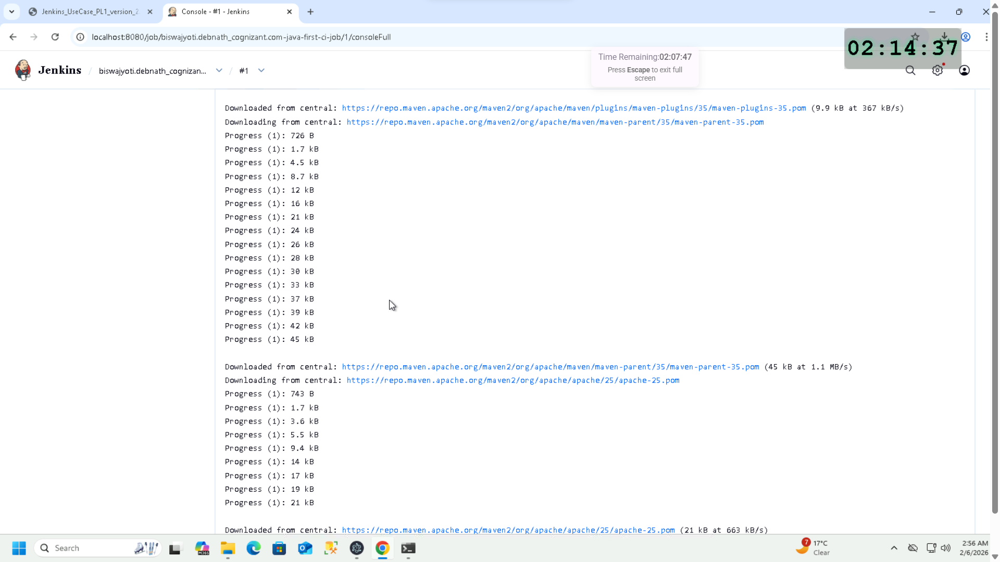 Jenkins_UseCase_PL1_version_2
Console - #1 - Jenkins
localhost:8080/job/biswajyoti.debnath_cognizant.com-java-first-ci-job/1/consoleFull
02:14:37
Time Remaining:02:07:47
Press Escape to exit full
screen
Jenkins / biswajyoti.debnath_cognizan... / #1
Downloaded from central: https://repo.maven.apache.org/maven2/org/apache/maven/plugins/maven-plugins/35/maven-plugins-35.pom (9.9 kB at 367 kB/s)
Downloading from central: https://repo.maven.apache.org/maven2/org/apache/maven/maven-parent/35/maven-parent-35.pom
Progress (1): 726 B
Progress (1): 1.7 kB
Progress (1): 4.5 kB
Progress (1): 8.7 kB
Progress (1): 12 kB
Progress (1): 16 kB
Progress (1): 21 kB
Progress (1): 24 kB
Progress (1): 26 kB
Progress (1): 28 kB
Progress (1): 30 kB
Progress (1): 33 kB
Progress (1): 37 kB
Progress (1): 39 kB
Progress (1): 42 kB
Progress (1): 45 kB
Downloaded from central: https://repo.maven.apache.org/maven2/org/apache/maven/maven-parent/35/maven-parent-35.pom (45 kB at 1.1 MB/s)
Downloading from central: https://repo.maven.apache.org/maven2/org/apache/apache/25/apache-25.pom
Progress (1): 743 B
Progress (1): 1.7 kB
Progress (1): 3.6 kB
Progress (1): 5.5 kB
Progress (1): 9.4 kB
Progress (1): 14 kB
Progress (1): 17 kB
Progress (1): 19 kB
Progress (1): 21 kB
Downloaded from central: https://repo.maven.apache.org/maven2/org/apache/apache/25/apache-25.pom (21 kB at 663 kB/s)
Search
M365
7
17°C
Clear
2:56 AM
2/6/2026